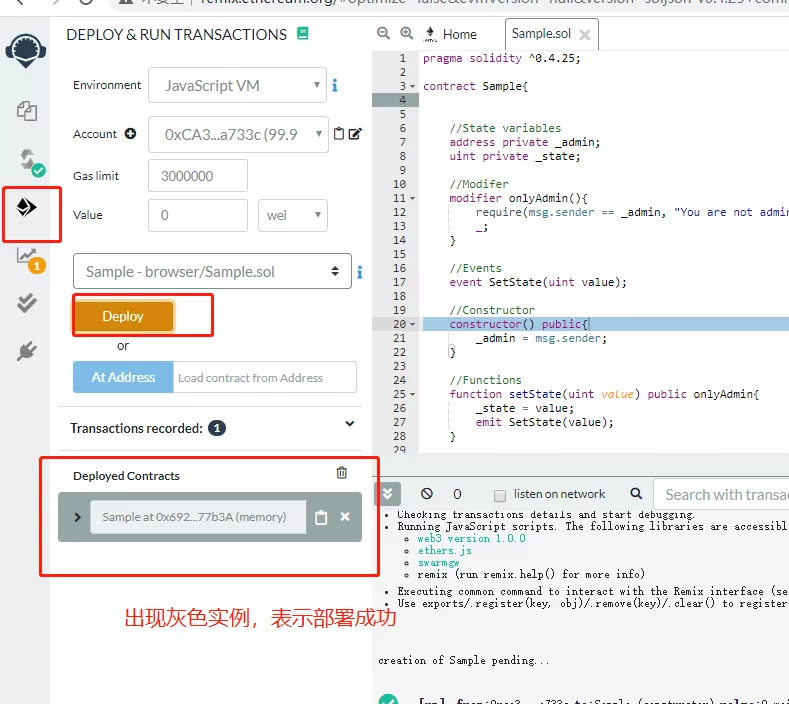 DEPLOY & RUN TRANSACTIONS
Environment
JavaScript VM
Account
0xCA3...a733c (99.9
Gas limit
3000000
Value
0
wei
Sample - browser/Sample.sol
Deploy
or
At Address
Load contract from Address
Transactions recorded: 1
Deployed Contracts
Sample at 0x692...77b3A (memory)
出现灰色实例，表示部署成功
1
Home
Sample.sol
1 pragma solidity ^0.4.25;
2
3 contract Sample{
4
5
6 //State variables
7 address private _admin;
8 uint private _state;
9
10 //Modifer
11 modifier onlyAdmin(){
12 require(msg.sender == _admin, "You are not admi
13 _;
14 }
15
16 //Events
17 event SetState(uint value);
18
19 //Constructor
20 constructor() public{
21 _admin = msg.sender;
22 }
23
24 //Functions
25 function setState(uint value) public onlyAdmin{
26 _state = value;
27 emit SetState(value);
28 }
29
0
listen on network
Search with transa
Checking transactions details and start debugging.
Running JavaScript scripts. The following libraries are accessibl
web3 version 1.0.0
ethers.js
swarmgw
remix (run remix.help() for more info)
Executing common command to interact with the Remix interface (se
Use exports/.register(key, obj)/.remove(key)/.clear() to register
creation of Sample pending...